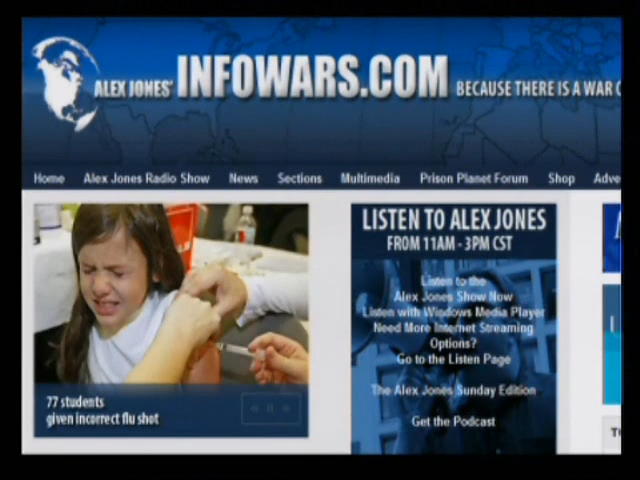 ALEX JONES' INFOWARS.COM BECAUSE THERE IS A WAR
Home Alex Jones Radio Show News Sections Multimedia Prison Planet Forum Shop Adve
LISTEN TO ALEX JONES
FROM 11AM - 3PM CST
Listen to the
Alex Jones Show Now
Listen with Windows Media Player
Need More Internet Streaming
Options?
Go to the Listen Page
The Alex Jones Sunday Edition
Get the Podcast
77 students
given incorrect flu shot